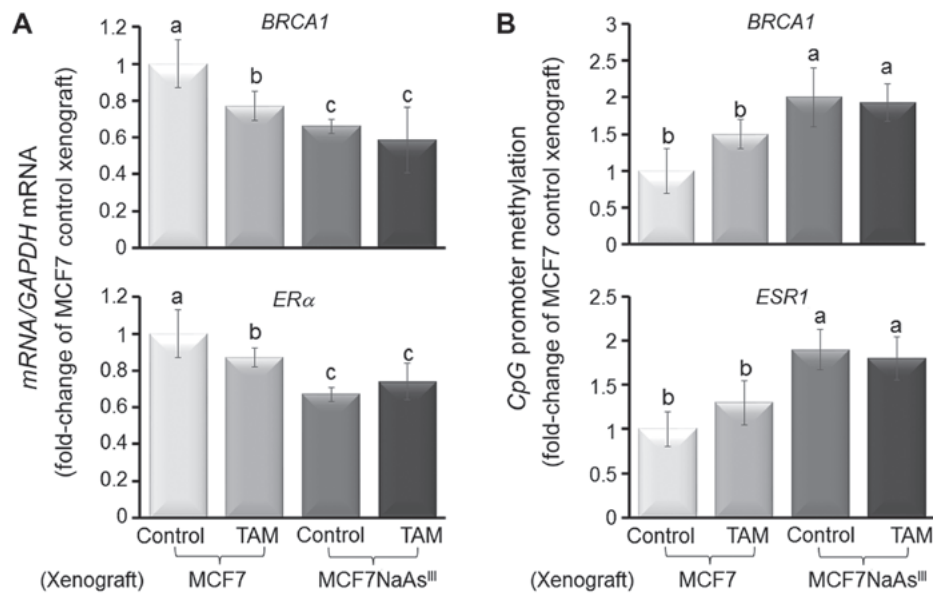 A
mRNA/GAPDH mRNA
(fold-change of MCF7 control xenograft)
BRCA1
1.2
1
0.8
0.6
0.4
0.2
0
a
b
c
c
ERα
1.2
1
0.8
0.6
0.4
0.2
0
a
b
c
c
Control TAM Control TAM
(Xenograft) MCF7 MCF7NaAsᴵᴵᴵ
B
CpG promoter methylation
(fold-change of MCF7 control xenograft)
BRCA1
3
2.5
2
1.5
1
0.5
0
b
b
a
a
ESR1
2.5
2
1.5
1
0.5
0
b
b
a
a
Control TAM Control TAM
(Xenograft) MCF7 MCF7NaAsᴵᴵᴵ